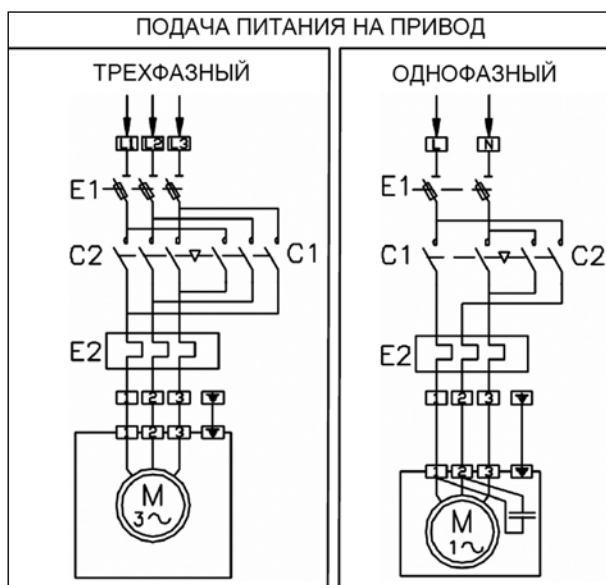 ПОДАЧА ПИТАНИЯ НА ПРИВОД
ТРЕХФАЗНЫЙ
L1 L2 L3
E1
C2 C1
E2
1 2 3
1 2 3
M
3~
ОДНОФАЗНЫЙ
L N
E1
C1 C2
E2
1 2 3
1 2 3
M
1~